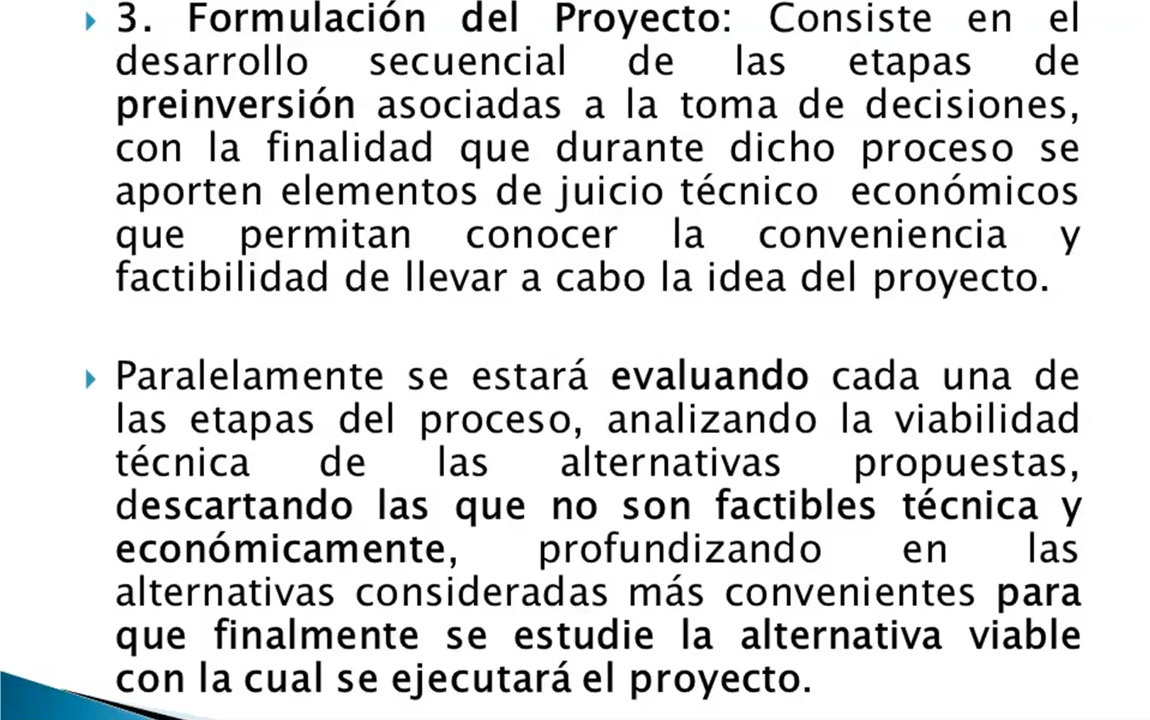 3. Formulación del Proyecto: Consiste en el
desarrollo secuencial de las etapas de
preinversión asociadas a la toma de decisiones,
con la finalidad que durante dicho proceso se
aporten elementos de juicio técnico económicos
que permitan conocer la conveniencia y
factibilidad de llevar a cabo la idea del proyecto.
Paralelamente se estará evaluando cada una de
las etapas del proceso, analizando la viabilidad
técnica de las alternativas propuestas,
descartando las que no son factibles técnica y
económicamente, profundizando en las
alternativas consideradas más convenientes para
que finalmente se estudie la alternativa viable
con la cual se ejecutará el proyecto.